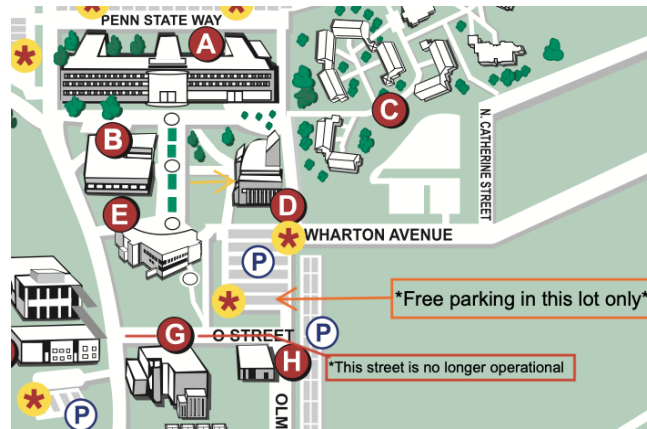 PENN STATE WAY
A
C
B
N. CATHERINE STREET
D
E
WHARTON AVENUE
P
*Free parking in this lot only*
G
O STREET
P
H
*This street is no longer operational
P
OLM